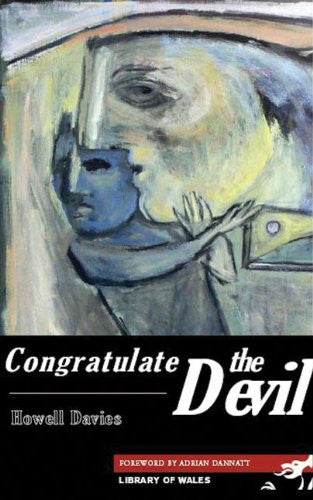 Congratulate the
Devil
Howell Davies
FOREWORD BY ADRIAN DANNATT
LIBRARY OF WALES